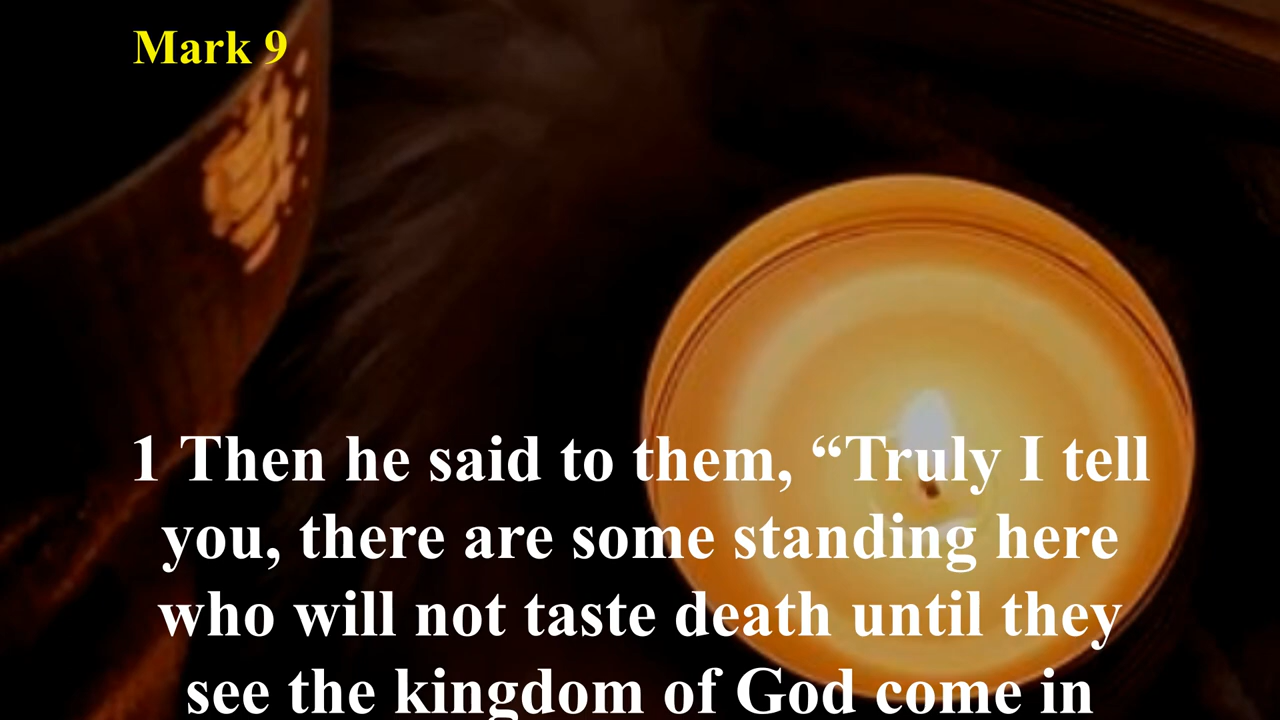 Mark 9
1 Then he said to them, “Truly I tell
you, there are some standing here
who will not taste death until they
see the kingdom of God come in